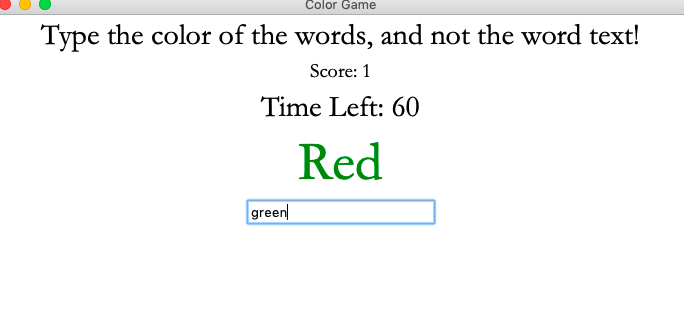 Color Game
Type the color of the words, and not the word text!
Score: 1
Time Left: 60
Red
green